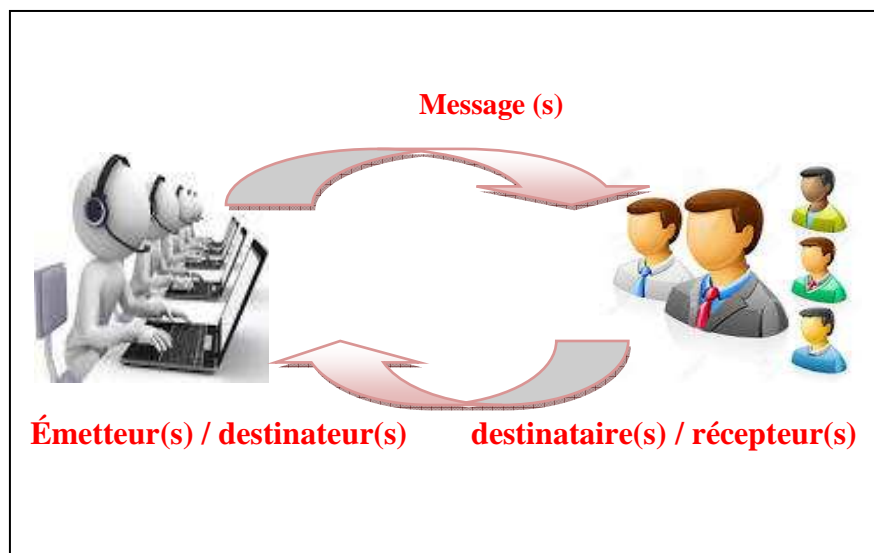 Message (s)
Émetteur(s) / destinateur(s) destinataire(s) / récepteur(s)